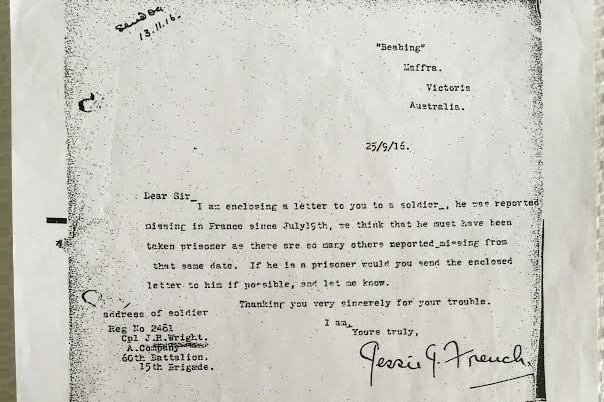 Send on
13.11.16.
"Beabing"
Maffra.
Victoria
Australia.
25/9/16.
Dear Sir_
I am enclosing a letter to you to a soldier_, he was reported
missing in France since July19th, we think that he must have been
taken prisoner as there are so many others reported missing from
that same date. If he is a prisoner would you send the enclosed
letter to him if possible, and let me know.
Thanking you very sincerely for your trouble.
I am,
Yours truly,
Jessie G. French.
address of soldier
Reg No 2461
Cpl J.R.Wright.
A.Company
60th Battalion.
15th Brigade.